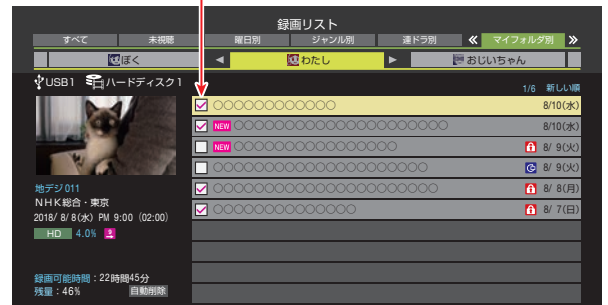 録画リスト
すべて 未視聴 曜日別 ジャンル別 連ドラ別 ≪ マイフォルダ別 ≫
ぼく ◀ わたし ▶ おじいちゃん
USB1 ハードディスク1
1/6 新しい順
○○○○○○○○○○○○ 8/10(水)
NEW ○○○○○○○○○○○○○○○○○○○○○ 8/10(水)
NEW ○○○○○○○○○○○○○○○○ 8/ 9(火)
○○○○○○○○○○○○○○○○○○○○○ 8/ 9(火)
○○○○○○○○○○○○○○○○○○○○○○ 8/ 8(月)
○○○○○○○○○○○○○○ 8/ 7(日)
地デジ011
NHK総合・東京
2018/ 8/ 8(水) PM 9:00 (02:00)
HD 4.0%
録画可能時間：22時間45分
残量：46% 自動削除